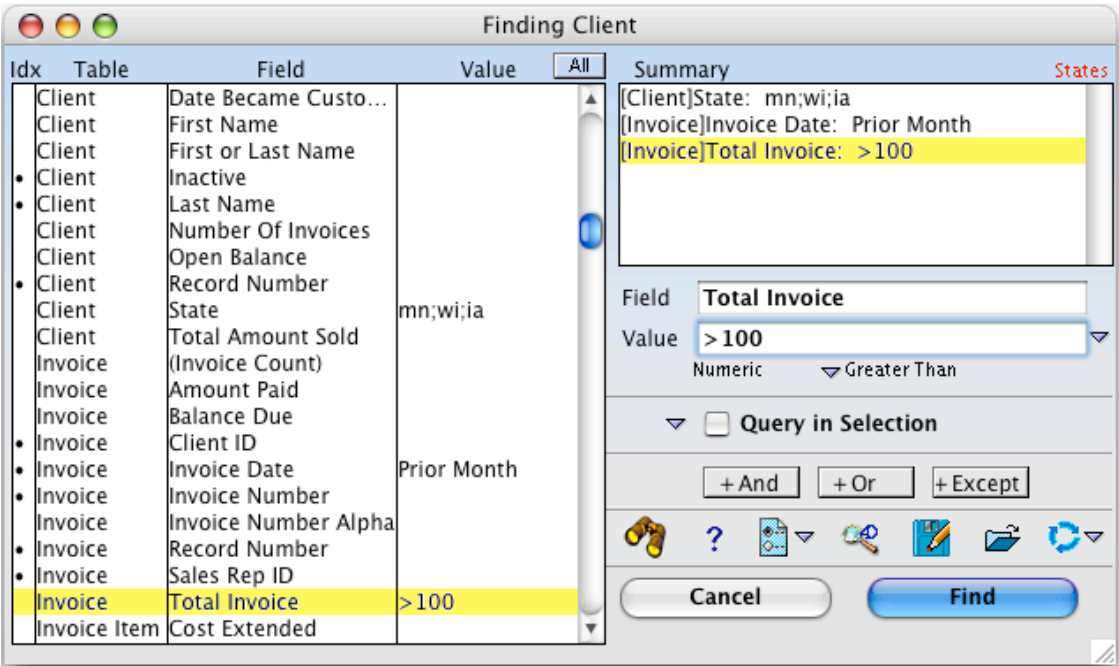 Finding Client
Idx Table Field Value All
Client Date Became Custo...
Client First Name
Client First or Last Name
• Client Inactive
• Client Last Name
Client Number Of Invoices
Client Open Balance
• Client Record Number
Client State mn;wi;ia
Client Total Amount Sold
Invoice (Invoice Count)
Invoice Amount Paid
Invoice Balance Due
• Invoice Client ID
• Invoice Invoice Date Prior Month
• Invoice Invoice Number
Invoice Invoice Number Alpha
• Invoice Record Number
• Invoice Sales Rep ID
Invoice Total Invoice >100
Invoice Item Cost Extended
Summary States
[Client]State: mn;wi;ia
[Invoice]Invoice Date: Prior Month
[Invoice]Total Invoice: >100
Field Total Invoice
Value >100
Numeric Greater Than
Query in Selection
+ And + Or + Except
?
Cancel Find